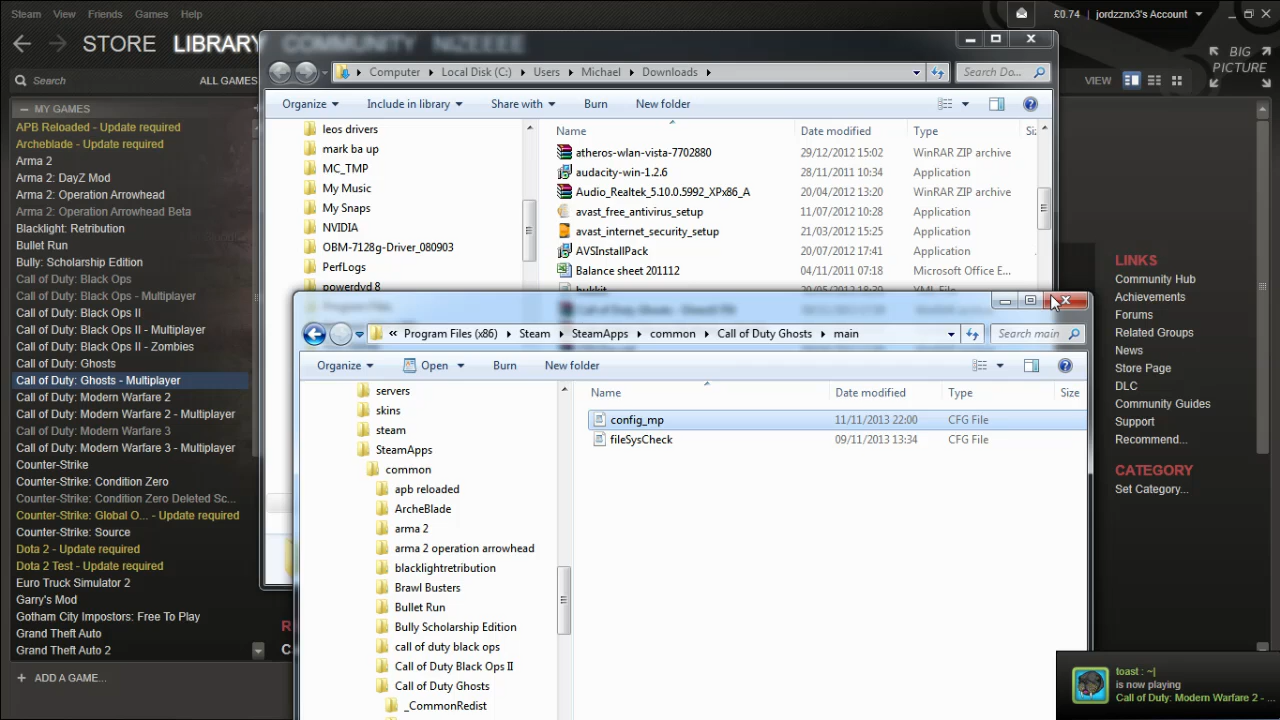 Steam View Friends Games Help
£0.74 jordzznx3's Account
STORE LIBRARY COMMUNITY NIZEEEE
BIG
PICTURE
Search
ALL GAMES
VIEW
MY GAMES
APB Reloaded - Update required
Archeblade - Update required
Arma 2
Arma 2: DayZ Mod
Arma 2: Operation Arrowhead
Arma 2: Operation Arrowhead Beta
Blacklight: Retribution
Bullet Run
Bully: Scholarship Edition
Call of Duty: Black Ops
Call of Duty: Black Ops - Multiplayer
Call of Duty: Black Ops II
Call of Duty: Black Ops II - Multiplayer
Call of Duty: Black Ops II - Zombies
Call of Duty: Ghosts
Call of Duty: Ghosts - Multiplayer
Call of Duty: Modern Warfare 2
Call of Duty: Modern Warfare 2 - Multiplayer
Call of Duty: Modern Warfare 3
Call of Duty: Modern Warfare 3 - Multiplayer
Counter-Strike
Counter-Strike: Condition Zero
Counter-Strike: Condition Zero Deleted Sc...
Counter-Strike: Global O... - Update required
Counter-Strike: Source
Dota 2 - Update required
Dota 2 Test - Update required
Euro Truck Simulator 2
Garry's Mod
Gotham City Impostors: Free To Play
Grand Theft Auto
Grand Theft Auto 2
+ ADD A GAME...
Computer Local Disk (C:) Users Michael Downloads
Search Do...
Organize Include in library Share with Burn New folder
leos drivers
mark ba up
MC_TMP
My Music
My Snaps
NVIDIA
OBM-7128g-Driver_080903
PerfLogs
powerdvd 8
Name Date modified Type Si
atheros-wlan-vista-7702880 29/12/2012 15:02 WinRAR ZIP archive
audacity-win-1.2.6 28/11/2011 10:34 Application
Audio_Realtek_5.10.0.5992_XPx86_A 20/04/2012 13:20 WinRAR ZIP archive
avast_free_antivirus_setup 11/07/2012 10:28 Application
avast_internet_security_setup 21/03/2012 15:25 Application
AVSInstallPack 20/07/2012 17:41 Application
Balance sheet 201112 04/11/2011 07:18 Microsoft Office E...
« Program Files (x86) Steam SteamApps common Call of Duty Ghosts main
Search main
Organize Open Burn New folder
servers
skins
steam
SteamApps
common
apb reloaded
ArcheBlade
arma 2
arma 2 operation arrowhead
blacklightretribution
Brawl Busters
Bullet Run
Bully Scholarship Edition
call of duty black ops
Call of Duty Black Ops II
Call of Duty Ghosts
_CommonRedist
Name Date modified Type Size
config_mp 11/11/2013 22:00 CFG File
fileSysCheck 09/11/2013 13:34 CFG File
LINKS
Community Hub
Achievements
Forums
Related Groups
News
Store Page
DLC
Community Guides
Support
Recommend...
CATEGORY
Set Category...
toast : ~|
is now playing
Call of Duty: Modern Warfare 2 - ...